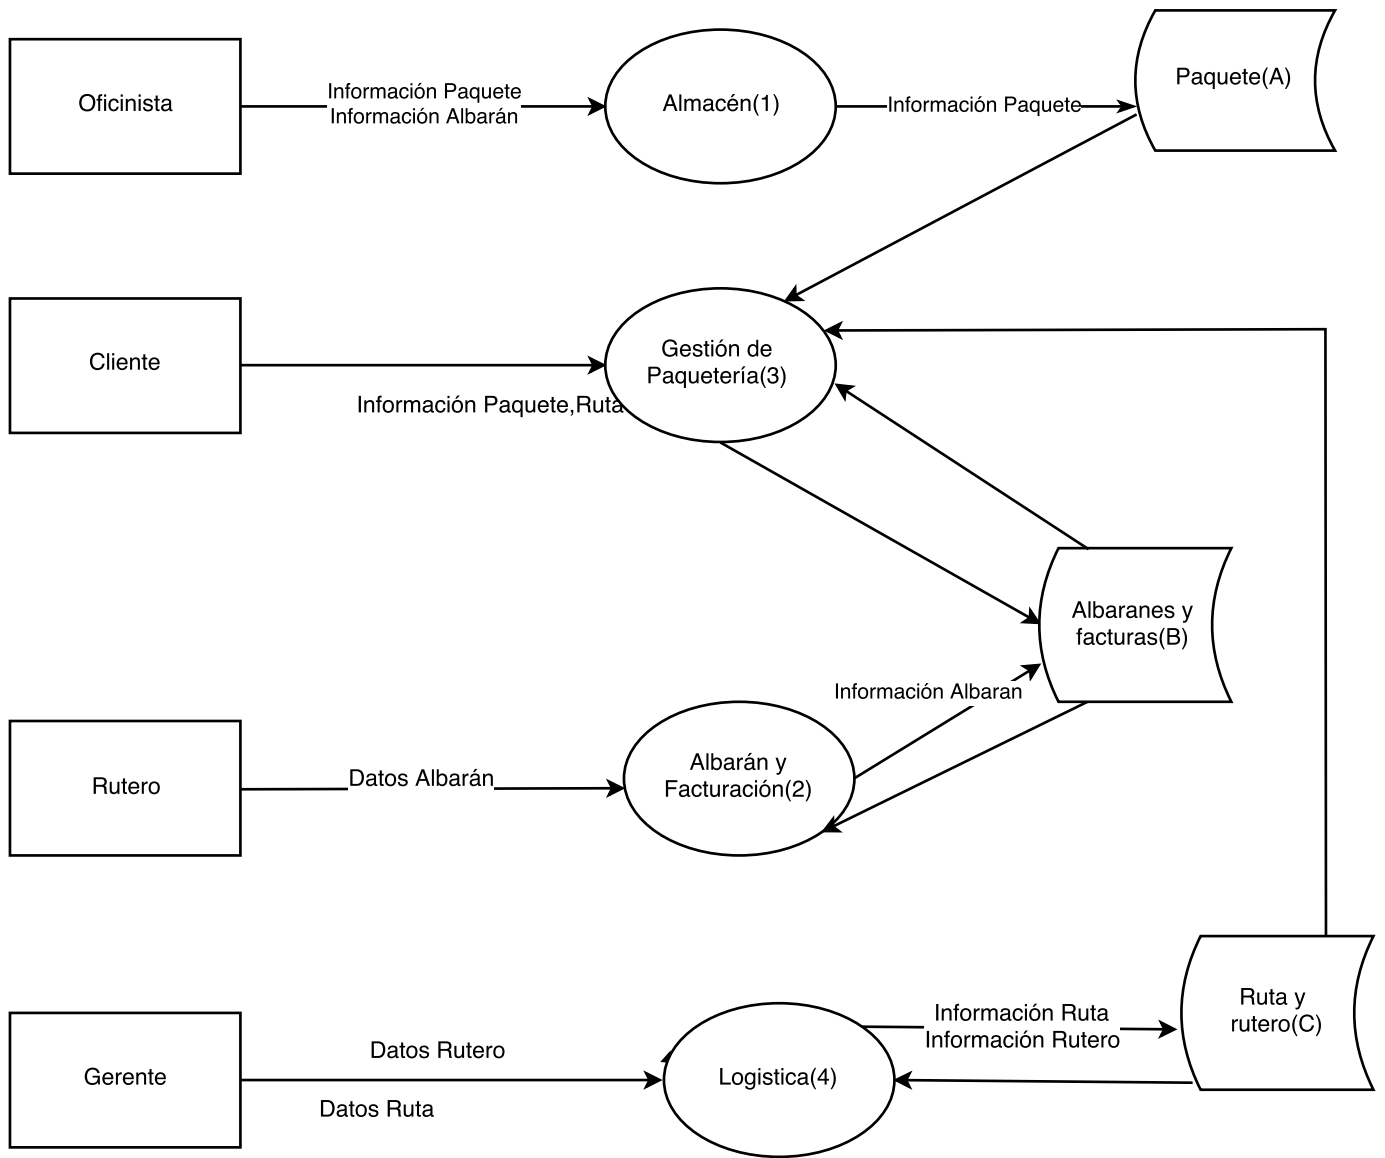 Oficinista
Información Paquete
Información Albarán
Almacén(1)
Información Paquete
Paquete(A)
Cliente
Información Paquete,Ruta
Gestión de
Paquetería(3)
Albaranes y
facturas(B)
Información Albaran
Rutero
Datos Albarán
Albarán y
Facturación(2)
Gerente
Datos Rutero
Datos Ruta
Logistica(4)
Información Ruta
Información Rutero
Ruta y
rutero(C)